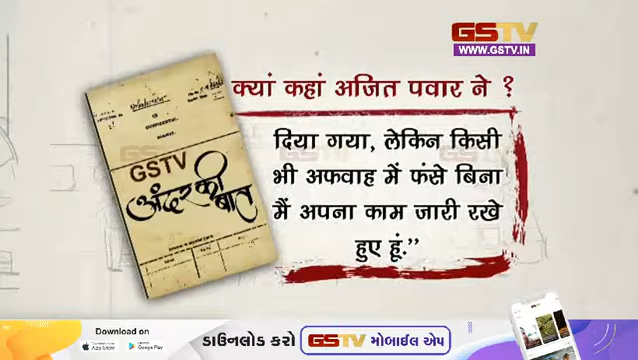 GSTV
WWW.GSTV.IN
क्यां कहां अजित पवार ने ?
दिया गया, लेकिन किसी
भी अफवाह में फंसे बिना
मैं अपना काम जारी रखे
हुए हूं."
CONFIDENTIAL
GSTV
अंदर की बात
Download on
App Store
Google Play
ડાઉનલોડ કરો GSTV મોબાઈલ એપ